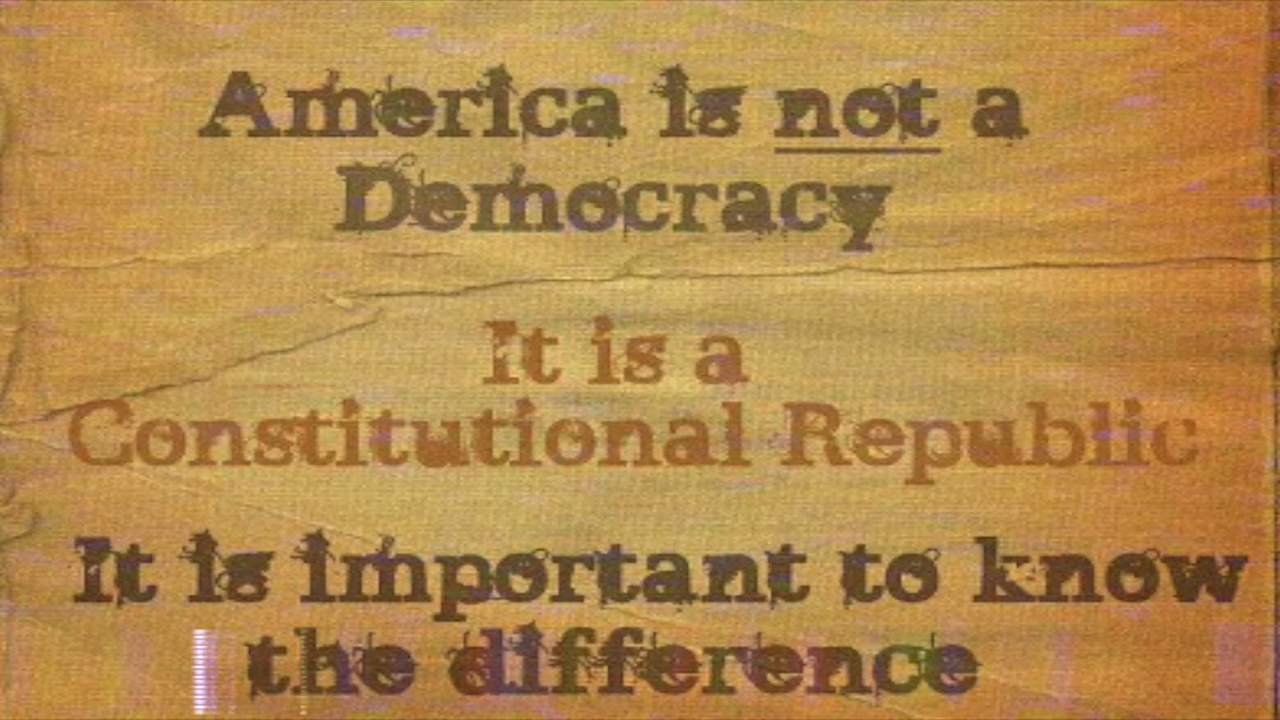 America is not a
Democracy
It is a
Constitutional Republic
It is important to know
the difference